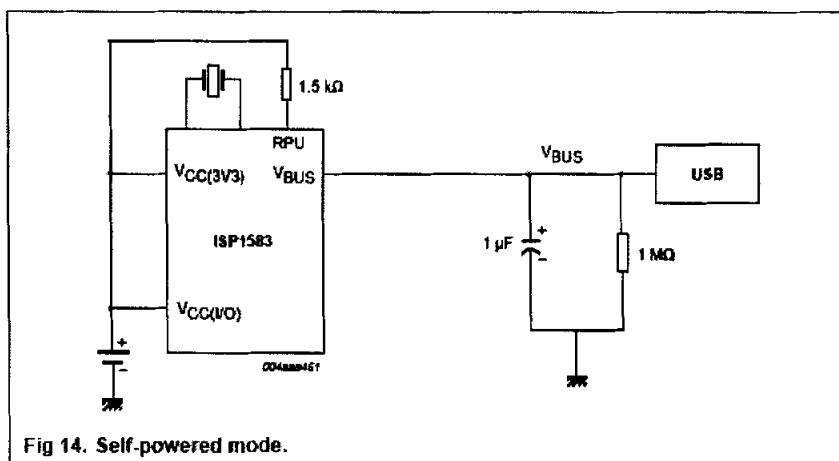 1.5 kΩ
RPU
VCC(3V3)
VBUS
VBUS
USB
ISP1583
1 µF
+
-
1 MΩ
VCC(I/O)
+
-
004aaa461
Fig 14. Self-powered mode.